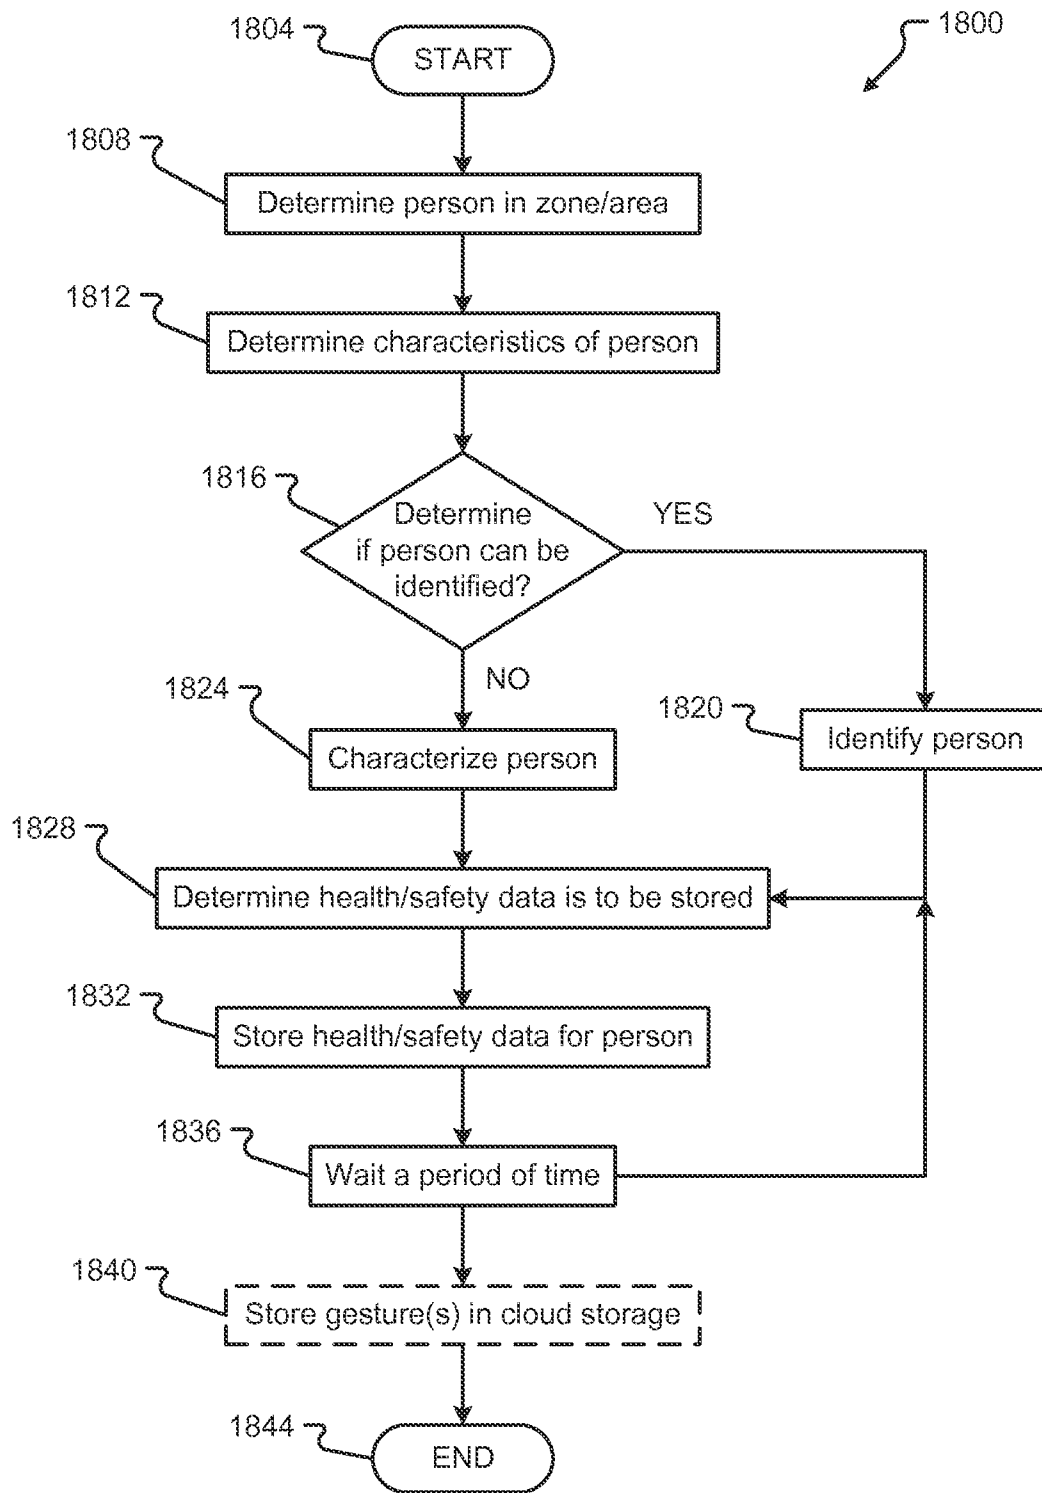 1804
START
1800
1808
Determine person in zone/area
1812
Determine characteristics of person
1816
Determine
if person can be
identified?
YES
NO
1824
Characterize person
1820
Identify person
1828
Determine health/safety data is to be stored
1832
Store health/safety data for person
1836
Wait a period of time
1840
Store gesture(s) in cloud storage
1844
END